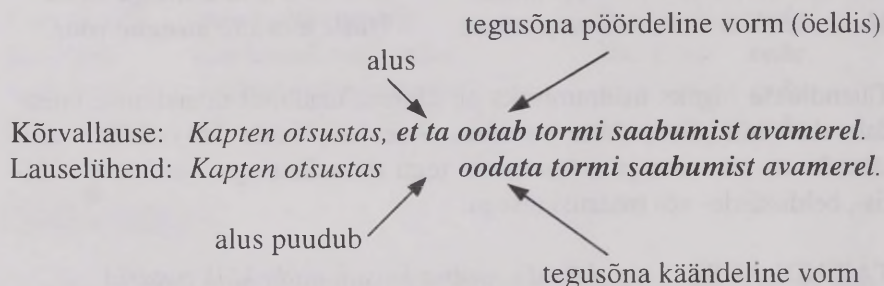 tegusõna pöördeline vorm (öeldis)
alus
Kõrvallause: Kapten otsustas, et ta ootab tormi saabumist avamerel.
Lauselühend: Kapten otsustas oodata tormi saabumist avamerel.
alus puudub
tegusõna käändeline vorm